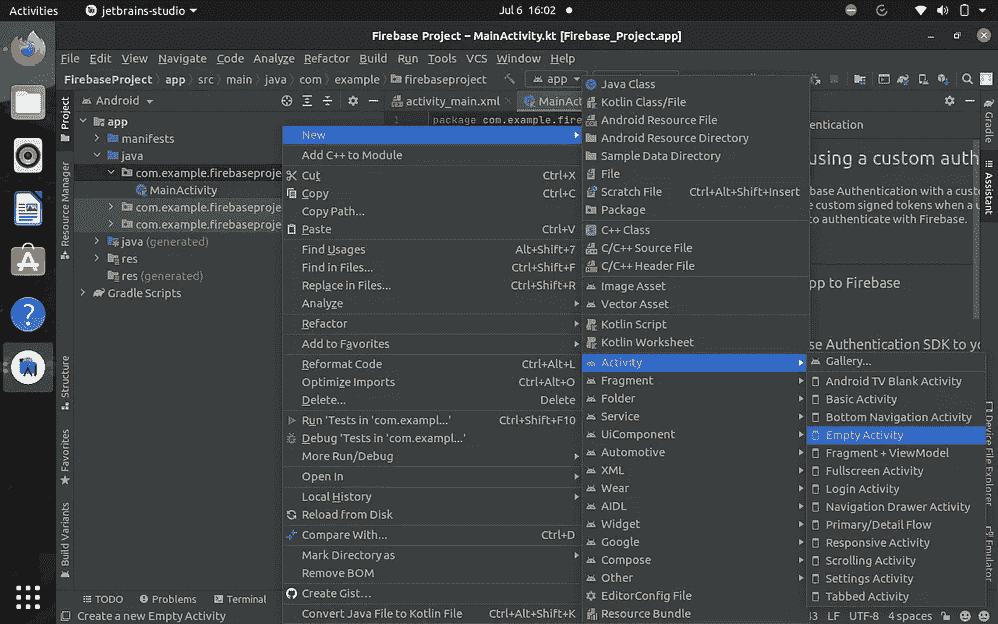 Activities
jetbrains-studio
Jul 6 16:02
Firebase Project – MainActivity.kt [Firebase_Project.app]
File Edit View Navigate Code Analyze Refactor Build Run Tools VCS Window Help
FirebaseProject app src main java com example firebaseproject
app
Android
activity_main.xml
MainAct
1 package com.example.fire
Project
Resource Manager
Structure
Favorites
Build Variants
app
manifests
java
com.example.firebaseproje
MainActivity
com.example.firebaseproje
com.example.firebaseproje
java (generated)
res
res (generated)
Gradle Scripts
New
Add C++ to Module
Cut Ctrl+X
Copy Ctrl+C
Copy Path...
Paste Ctrl+V
Find Usages Alt+Shift+7
Find in Files... Ctrl+Shift+F
Replace in Files... Ctrl+Shift+R
Analyze
Refactor
Add to Favorites
Reformat Code Ctrl+Alt+L
Optimize Imports Ctrl+Alt+O
Delete... Delete
Run 'Tests in 'com.exampl...' Ctrl+Shift+F10
Debug 'Tests in 'com.exampl...'
More Run/Debug
Open In
Local History
Reload from Disk
Compare With... Ctrl+D
Mark Directory as
Remove BOM
Create Gist...
Convert Java File to Kotlin File Ctrl+Alt+Shift+K
Java Class
Kotlin Class/File
Android Resource File
Android Resource Directory
Sample Data Directory
File
Scratch File Ctrl+Alt+Shift+Insert
Package
C++ Class
C/C++ Source File
C/C++ Header File
Image Asset
Vector Asset
Kotlin Script
Kotlin Worksheet
Activity
Fragment
Folder
Service
UiComponent
Automotive
XML
Wear
AIDL
Widget
Google
Compose
Other
EditorConfig File
Resource Bundle
Gallery...
Android TV Blank Activity
Basic Activity
Bottom Navigation Activity
Empty Activity
Fragment + ViewModel
Fullscreen Activity
Login Activity
Navigation Drawer Activity
Primary/Detail Flow
Responsive Activity
Scrolling Activity
Settings Activity
Tabbed Activity
entication
using a custom auth
base Authentication with a custo
e custom signed tokens when a u
to authenticate with Firebase.
pp to Firebase
se Authentication SDK to yo
Gradle
Assistant
Device File Explorer
Emulator
TODO Problems Terminal
Create a new Empty Activity
LF UTF-8 4 spaces